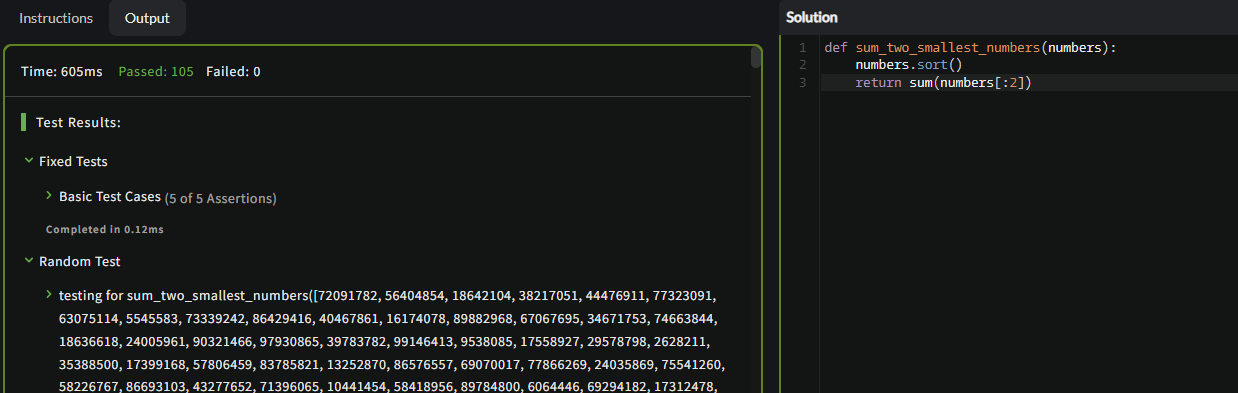 Instructions
Output
Time: 605ms Passed: 105 Failed: 0
Test Results:
Fixed Tests
Basic Test Cases (5 of 5 Assertions)
Completed in 0.12ms
Random Test
testing for sum_two_smallest_numbers([72091782, 56404854, 18642104, 38217051, 44476911, 77323091,
63075114, 5545583, 73339242, 86429416, 40467861, 16174078, 89882968, 67067695, 34671753, 74663844,
18636618, 24005961, 90321466, 97930865, 39783782, 99146413, 9538085, 17558927, 29578798, 2628211,
35388500, 17399168, 57806459, 83785821, 13252870, 86576557, 69070017, 77866269, 24035869, 75541260,
58226767, 86693103, 43277652, 71396065, 10441454, 58418956, 89784800, 6064446, 69294182, 17312478,
Solution
1 def sum_two_smallest_numbers(numbers):
2     numbers.sort()
3     return sum(numbers[:2])